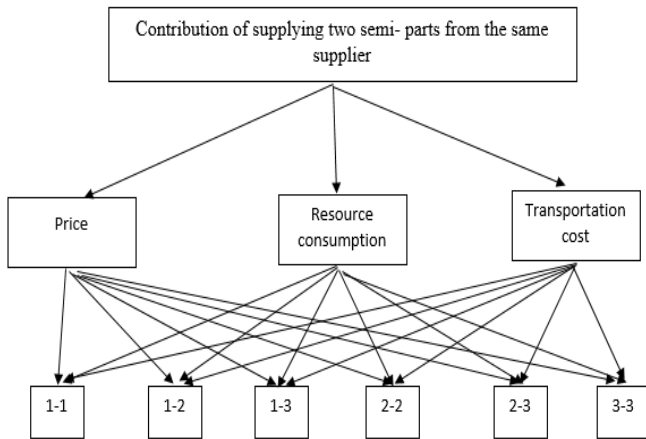 Contribution of supplying two semi- parts from the same
supplier
Price
Resource
consumption
Transportation
cost
1-1
1-2
1-3
2-2
2-3
3-3